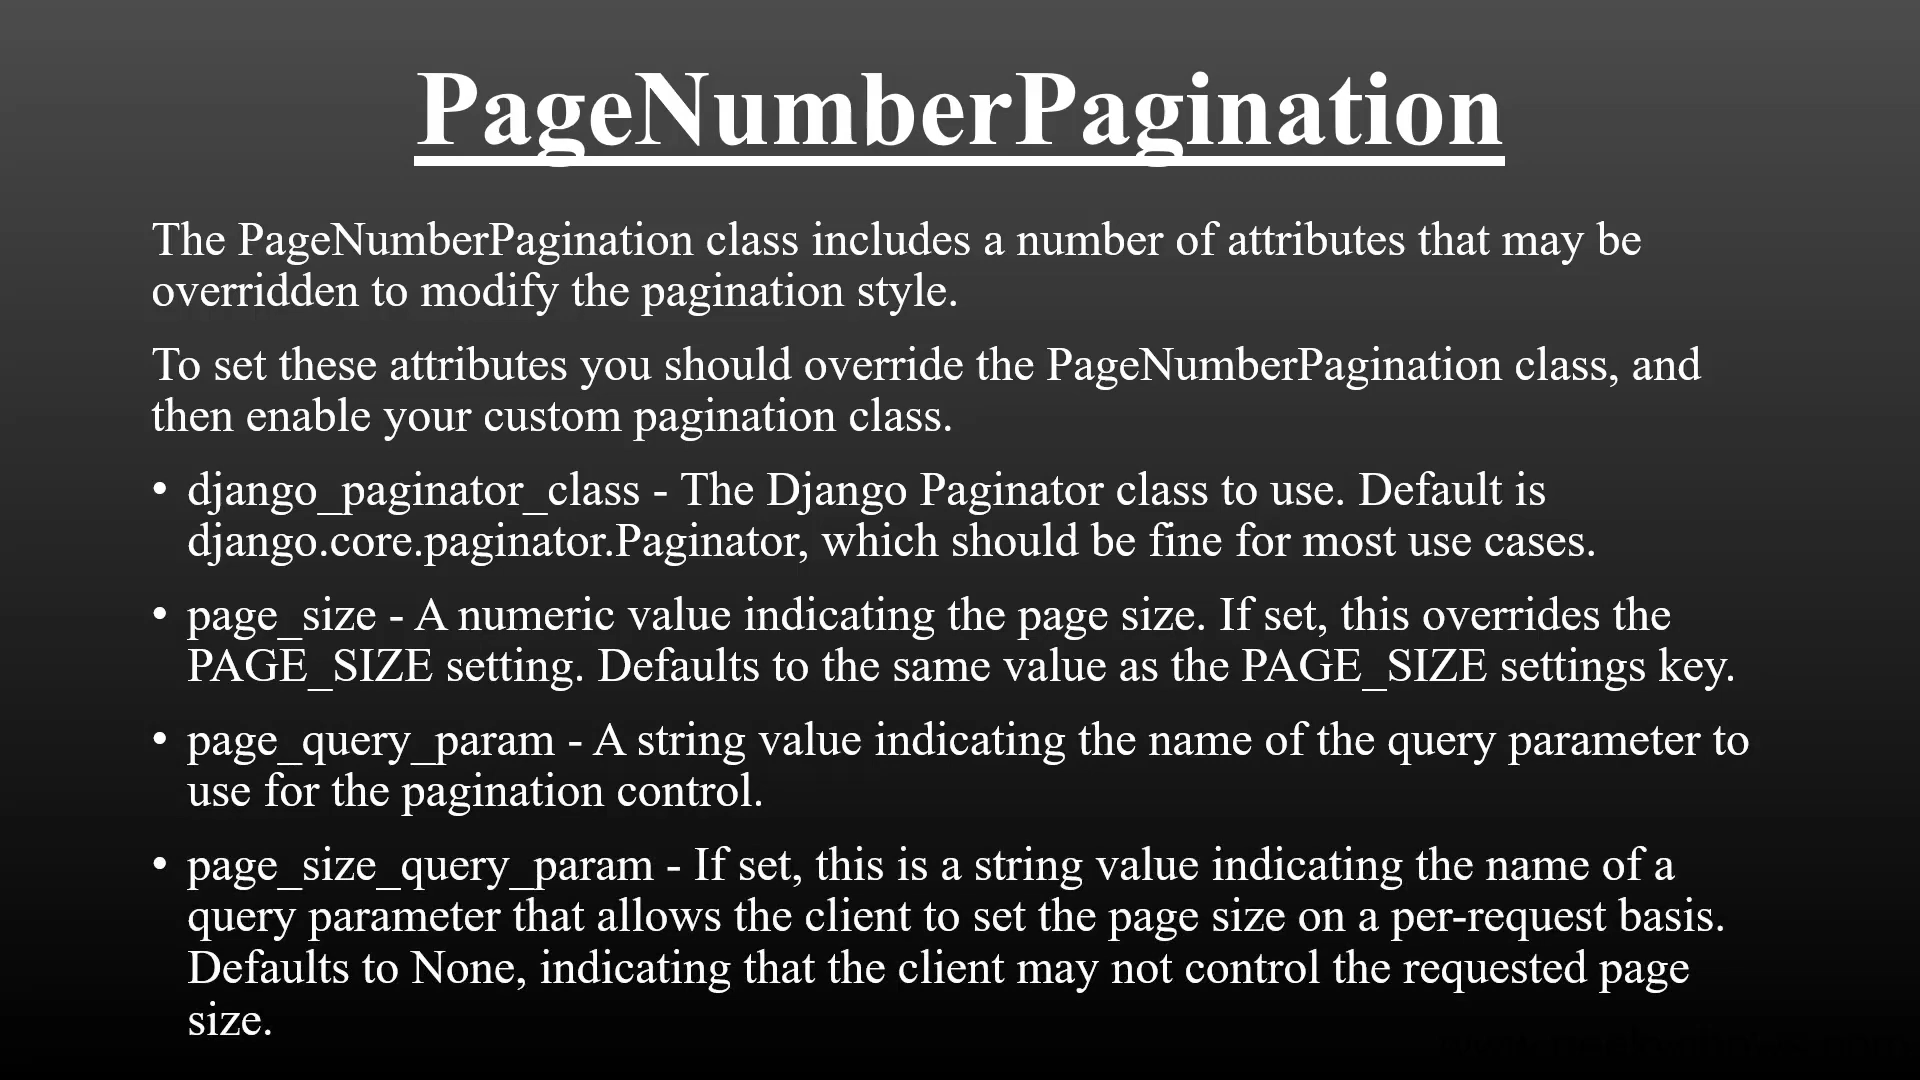 PageNumberPagination
The PageNumberPagination class includes a number of attributes that may be
overridden to modify the pagination style.
To set these attributes you should override the PageNumberPagination class, and
then enable your custom pagination class.
• django_paginator_class - The Django Paginator class to use. Default is
django.core.paginator.Paginator, which should be fine for most use cases.
• page_size - A numeric value indicating the page size. If set, this overrides the
PAGE_SIZE setting. Defaults to the same value as the PAGE_SIZE settings key.
• page_query_param - A string value indicating the name of the query parameter to
use for the pagination control.
• page_size_query_param - If set, this is a string value indicating the name of a
query parameter that allows the client to set the page size on a per-request basis.
Defaults to None, indicating that the client may not control the requested page
size.